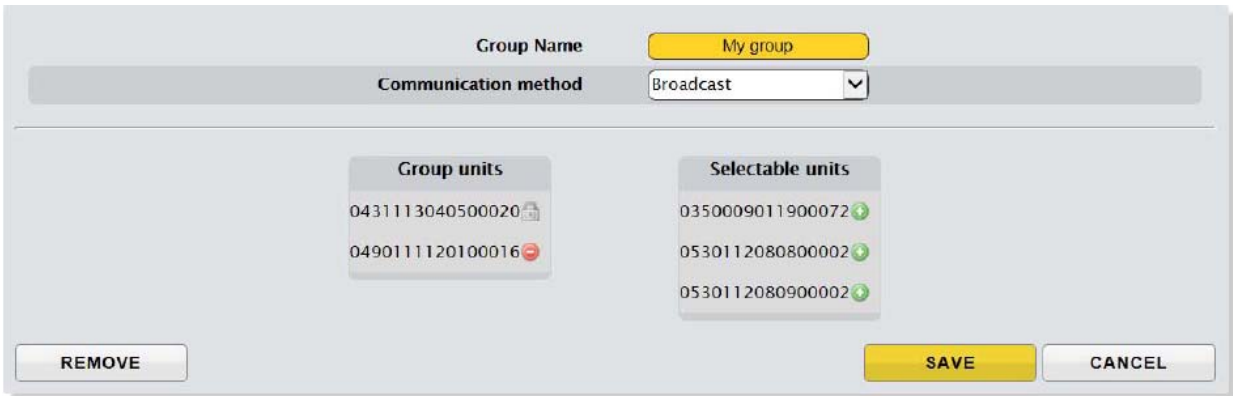 Group Name My group
Communication method Broadcast
Group units Selectable units
0431113040500020 0350009011900072
0490111120100016 0530112080800002
0530112080900002
REMOVE SAVE CANCEL